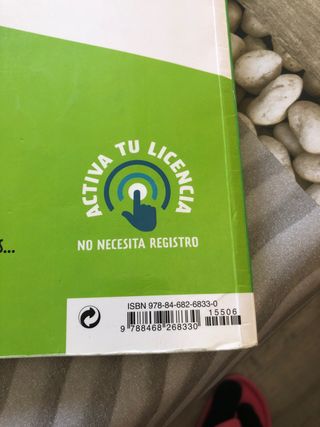 ACTIVA TU LICENCIA
NO NECESITA REGISTRO
ISBN 978-84-682-6833-0
15506
9 788468 268330